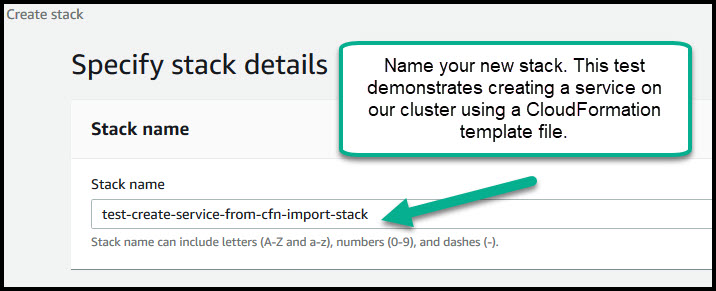 Create stack
Specify stack details
Name your new stack. This test
demonstrates creating a service on
our cluster using a CloudFormation
template file.
Stack name
Stack name
test-create-service-from-cfn-import-stack
Stack name can include letters (A-Z and a-z), numbers (0-9), and dashes (-).